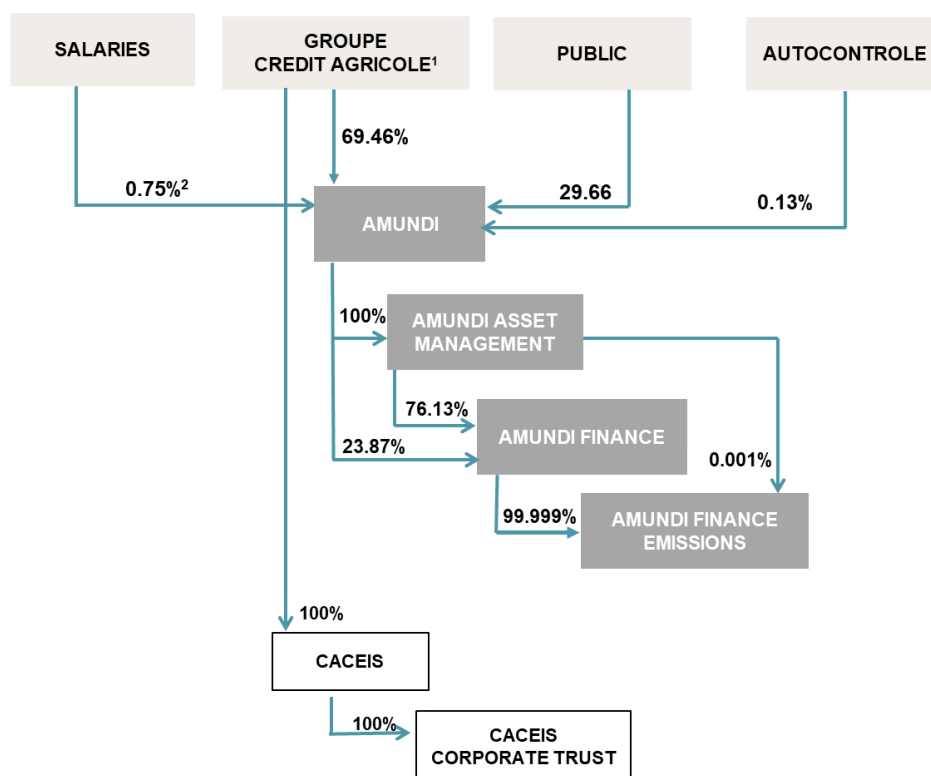 SALARIES
GROUPE
CREDIT AGRICOLE¹
PUBLIC
AUTOCONTROLE
69.46%
0.75%²
29.66
0.13%
AMUNDI
100%
AMUNDI ASSET
MANAGEMENT
76.13%
23.87%
AMUNDI FINANCE
0.001%
99.999%
AMUNDI FINANCE
EMISSIONS
100%
CACEIS
100%
CACEIS
CORPORATE TRUST